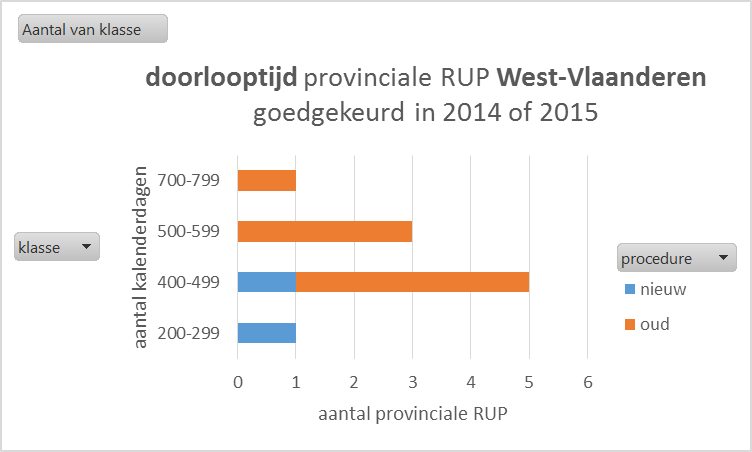 Aantal van klasse
doorlooptijd provinciale RUP West-Vlaanderen
goedgekeurd in 2014 of 2015
aantal kalenderdagen
700-799
500-599
400-499
200-299
klasse
procedure
nieuw
oud
0 1 2 3 4 5 6
aantal provinciale RUP